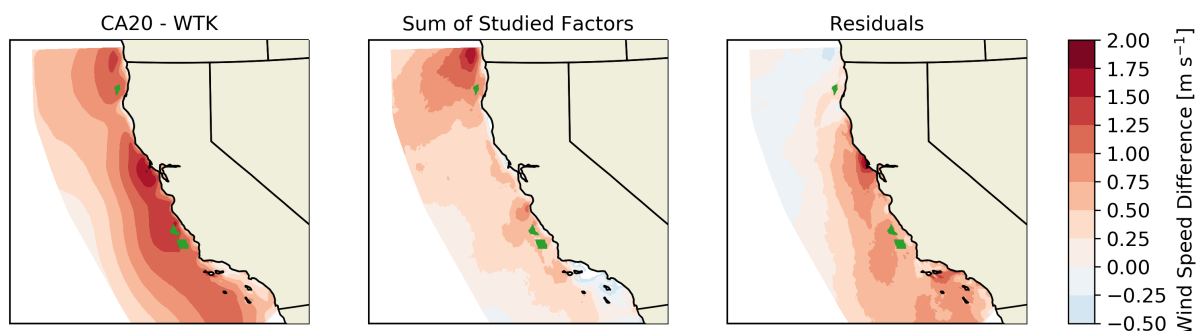 CA20 - WTK
Sum of Studied Factors
Residuals
2.00
1.75
1.50
1.25
1.00
0.75
0.50
0.25
0.00
−0.25
−0.50
Wind Speed Difference [m s⁻¹]